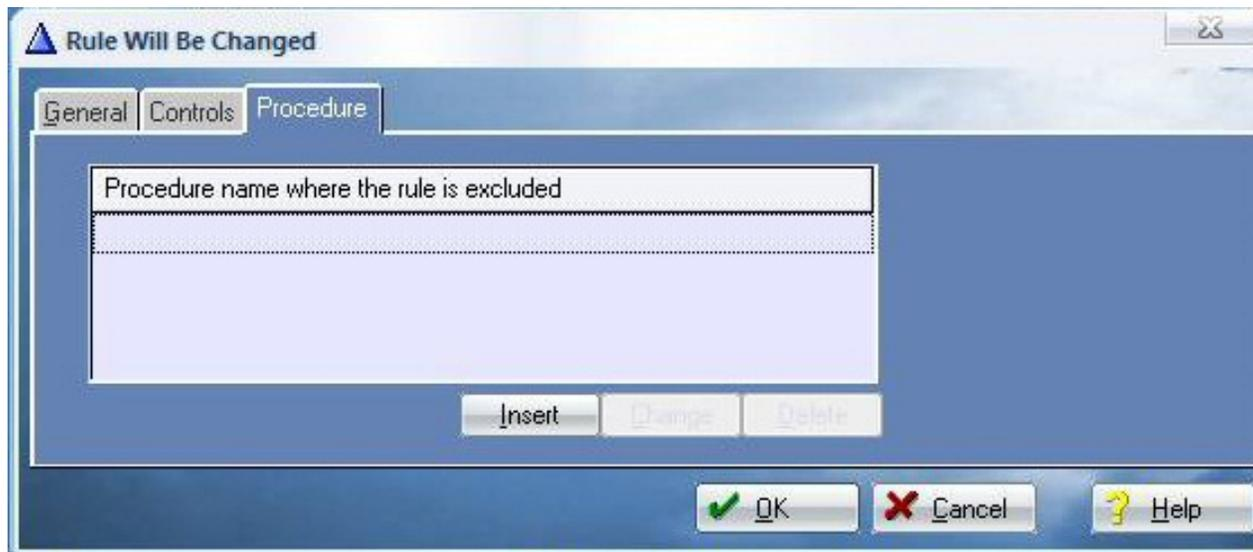 Rule Will Be Changed
General Controls Procedure
Procedure name where the rule is excluded
Insert Change Delete
OK Cancel Help